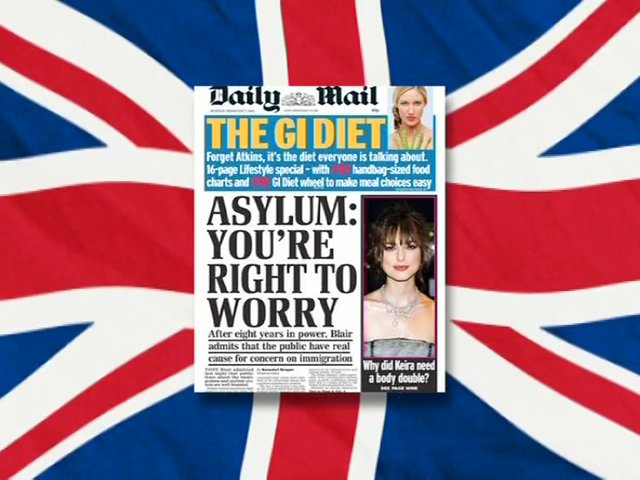 Daily Mail
THE GI DIET
Forget Atkins, it's the diet everyone is talking about.
16-page Lifestyle special – with FREE handbag-sized food
charts and FREE GI Diet wheel to make meal choices easy
ASYLUM:
YOU'RE
RIGHT TO
WORRY
After eight years in power, Blair
admits that the public have real
cause for concern on immigration
Why did Keira need
a body double?
SEE PAGE NINE